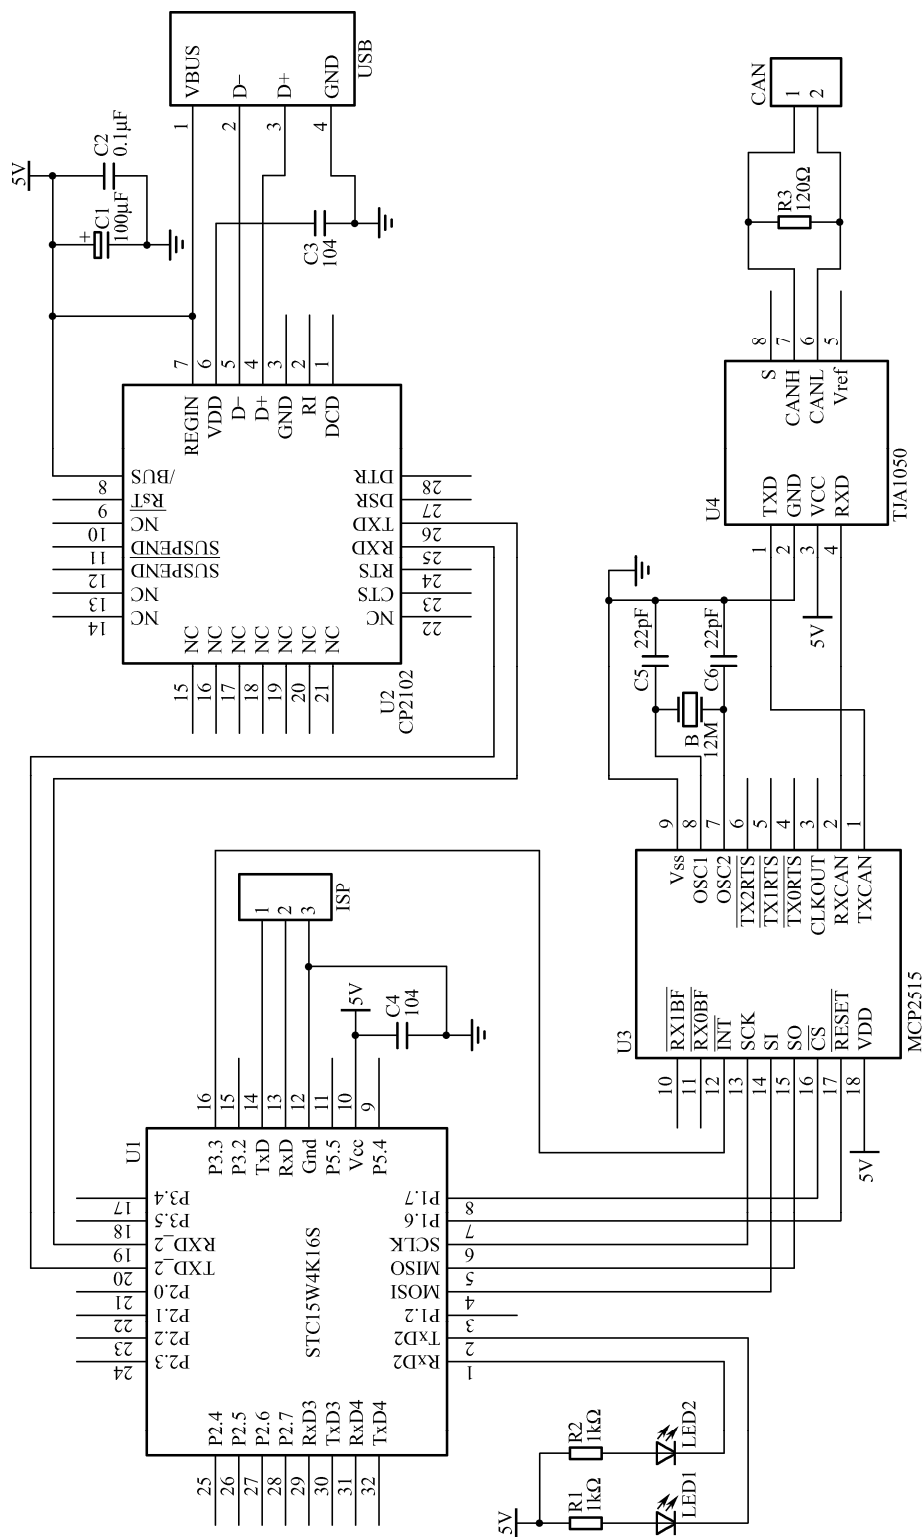 5V
C1
100μF
+
C2
0.1μF
1
VBUS
2
D−
3
D+
4
GND
USB
C3
104
7
REGIN
6
VDD
5
D−
4
D+
3
GND
2
RI
1
DCD
/BUS
8
RsT
9
NC
10
SUSPEND
11
SUSPEND
12
NC
13
NC
14
DTR
28
DSR
27
TXD
26
RXD
25
RTS
24
CTS
23
NC
22
NC
15
NC
16
NC
17
NC
18
NC
19
NC
20
NC
21
U2
CP2102
CAN
1
2
R3
120Ω
8
S
7
CANH
6
CANL
5
Vref
U4
TJA1050
1
TXD
2
GND
3
VCC
4
RXD
5V
C5
22pF
C6
22pF
B
12M
9
Vss
8
OSC1
7
OSC2
6
TX2RTS
5
TX1RTS
4
TX0RTS
3
CLKOUT
2
RXCAN
1
TXCAN
U3
MCP2515
10
RX1BF
11
RX0BF
12
INT
13
SCK
14
SI
15
SO
16
CS
17
RESET
18
VDD
5V
1
2
3
ISP
5V
C4
104
16
P3.3
15
P3.2
14
TxD
13
RxD
12
Gnd
11
P5.5
10
Vcc
9
P5.4
U1
STC15W4K16S
P3.4
17
P3.5
18
RXD_2
19
TXD_2
20
P2.0
21
P2.1
22
P2.2
23
P2.3
24
P1.7
8
P1.6
7
SCLK
6
MISO
5
MOSI
4
P1.2
3
TxD2
2
RxD2
1
25
P2.4
26
P2.5
27
P2.6
28
P2.7
29
RxD3
30
TxD3
31
RxD4
32
TxD4
5V
R1
1kΩ
R2
1kΩ
LED1
LED2